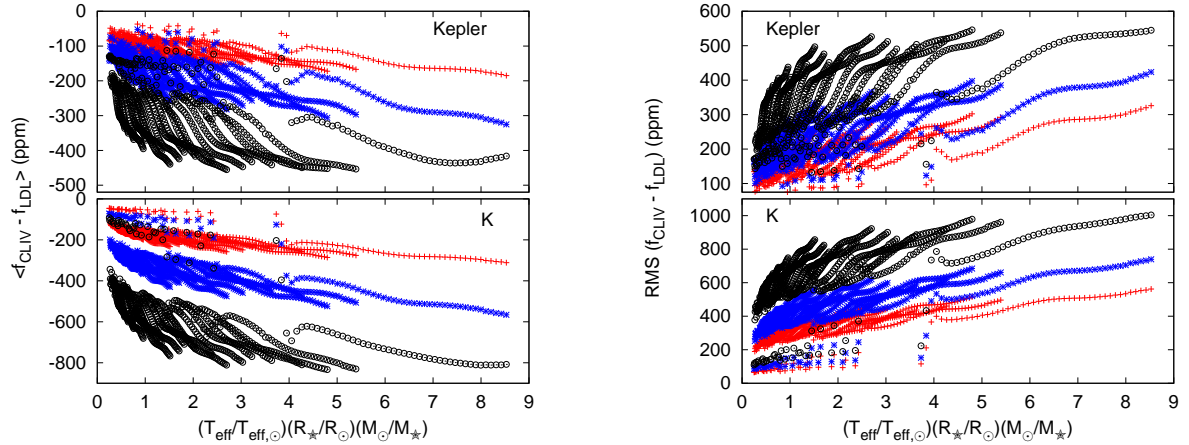 Kepler
-100
-200
-300
-400
-500
K
0
-200
-400
-600
-800
<f_CLIV - f_LDL> (ppm)
0 1 2 3 4 5 6 7 8 9
(T_eff/T_eff,⊙)(R_★/R_⊙)(M_⊙/M_★)
Kepler
600
500
400
300
200
100
K
1000
800
600
400
200
0
RMS (f_CLIV - f_LDL) (ppm)
0 1 2 3 4 5 6 7 8 9
(T_eff/T_eff,⊙)(R_★/R_⊙)(M_⊙/M_★)